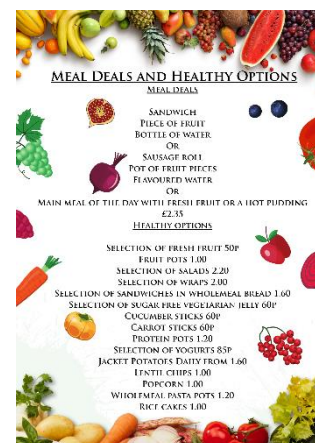 Meal Deals and Healthy Options
Meal deals
Sandwich
Piece of fruit
Bottle of water
Or
Sausage roll
Pot of fruit pieces
Flavoured water
Or
Main meal of the day with fresh fruit or a hot pudding
£2.35
Healthy options
Selection of fresh fruit 50p
Fruit pots 1.00
Selection of salads 2.20
Selection of wraps 2.00
Selection of sandwiches in wholemeal bread 1.60
Selection of sugar free vegetarian jelly 60p
Cucumber sticks 60p
Carrot sticks 60p
Protein pots 1.20
Selection of yogurts 85p
Jacket Potatoes Daily from 1.60
Lentil chips 1.00
Popcorn 1.00
Wholemeal pasta pots 1.20
Rice cakes 1.00